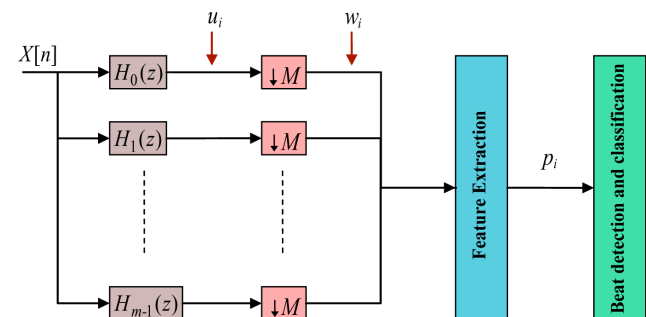 u_i w_i
X[n]
H_0(z) ↓M
H_1(z) ↓M
H_{m-1}(z) ↓M
Feature Extraction
p_i
Beat detection and classification